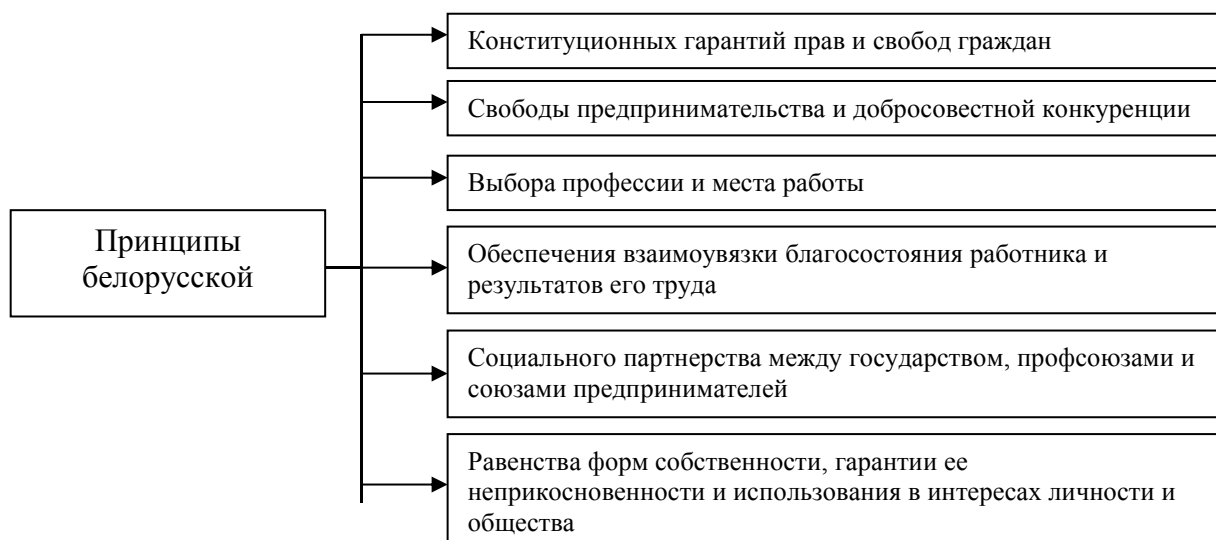 Конституционных гарантий прав и свобод граждан
Свободы предпринимательства и добросовестной конкуренции
Выбора профессии и места работы
Принципы
белорусской
Обеспечения взаимоувязки благосостояния работника и
результатов его труда
Социального партнерства между государством, профсоюзами и
союзами предпринимателей
Равенства форм собственности, гарантии ее
неприкосновенности и использования в интересах личности и
общества